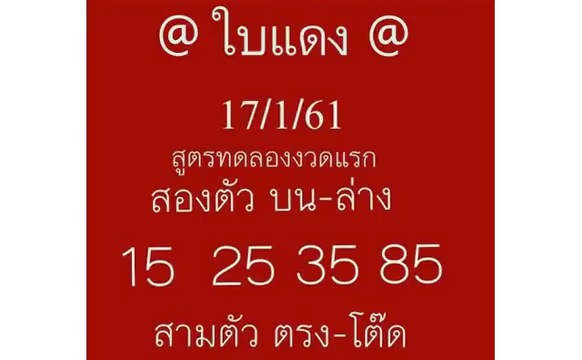 @ ใบแดง @
17/1/61
สูตรทดลองงวดแรก
สองตัว บน-ล่าง
15 25 35 85
สามตัว ตรง-โต๊ด